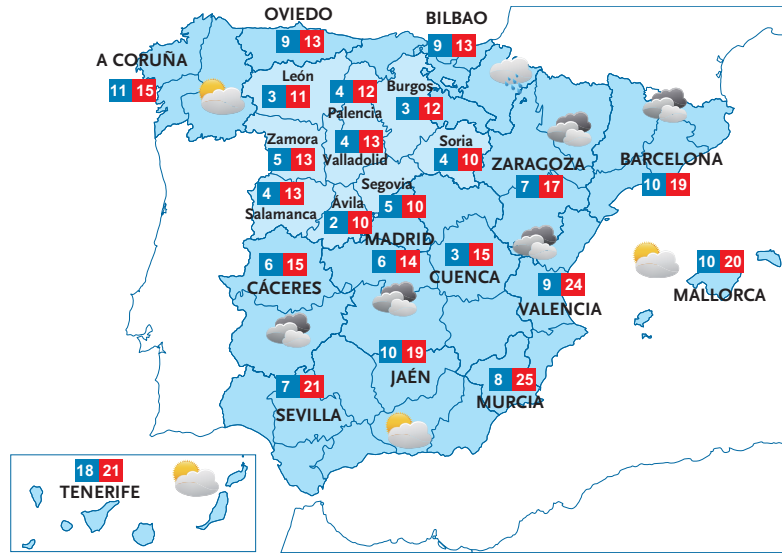 OVIEDO
9 13
BILBAO
9 13
A CORUÑA
11 15
León
3 11
4 12
Palencia
Burgos
3 12
Zamora
5 13
4 13
Valladolid
Soria
4 10
ZARAGOZA
7 17
BARCELONA
10 19
4 13
Salamanca
Ávila
2 10
Segovia
5 10
MADRID
6 14
3 15
CUENCA
6 15
CÁCERES
9 24
VALENCIA
10 20
MALLORCA
10 19
JAÉN
7 21
SEVILLA
8 25
MURCIA
18 21
TENERIFE